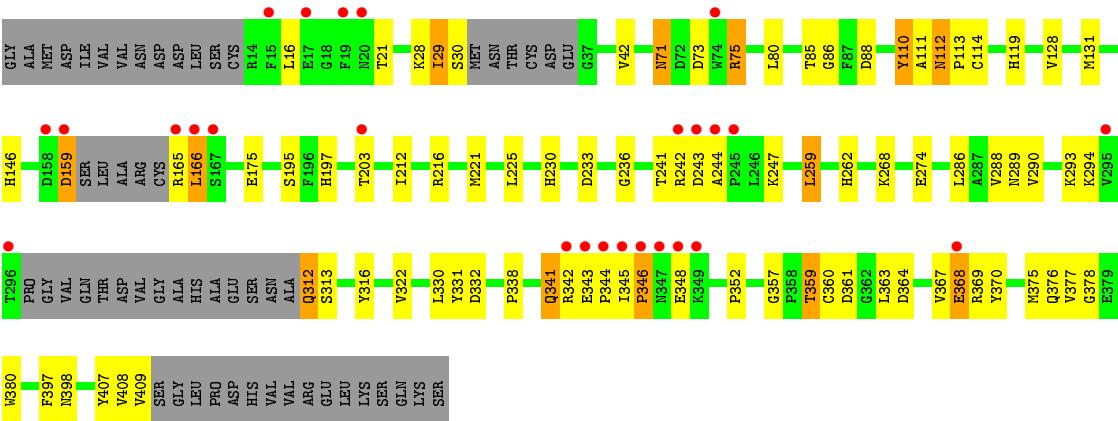 GLY ALA MET ASP ILE VAL VAL ASN ASP ASP LEU SER CYS R14 F15 L16 E17 G18 F19 N20 T21 K28 I29 S30 MET ASN THR CYS ASP GLU G37 V42 N71 D72 D73 W74 R75 L80 T85 G86 F87 D88 Y110 A111 N112 P113 C114 H119 V128 M131
H146 D158 D159 SER LEU ALA ARG CYS R165 L166 S167 E175 S195 F196 H197 T203 I212 R216 M221 L225 H230 D233 G236 T241 R242 D243 A244 P245 L246 K247 L259 H262 K268 E274 L286 A287 V288 N289 V290 K293 K294 V295
T296 PRO GLY VAL GLN THR ASP VAL GLY ALA HIS ALA GLU SER ASN ALA Q312 S313 Y316 V322 L330 Y331 D332 P338 Q341 R342 E343 P344 I345 P346 N347 E348 K349 P352 G357 P358 T359 C360 D361 G362 L363 D364 V367 E368 R369 Y370 M375 Q376 V377 G378 E379
W380 F397 N398 Y407 V408 V409 SER GLY LEU PRO ASP HIS VAL VAL ARG GLU LEU LYS SER GLN LYS SER